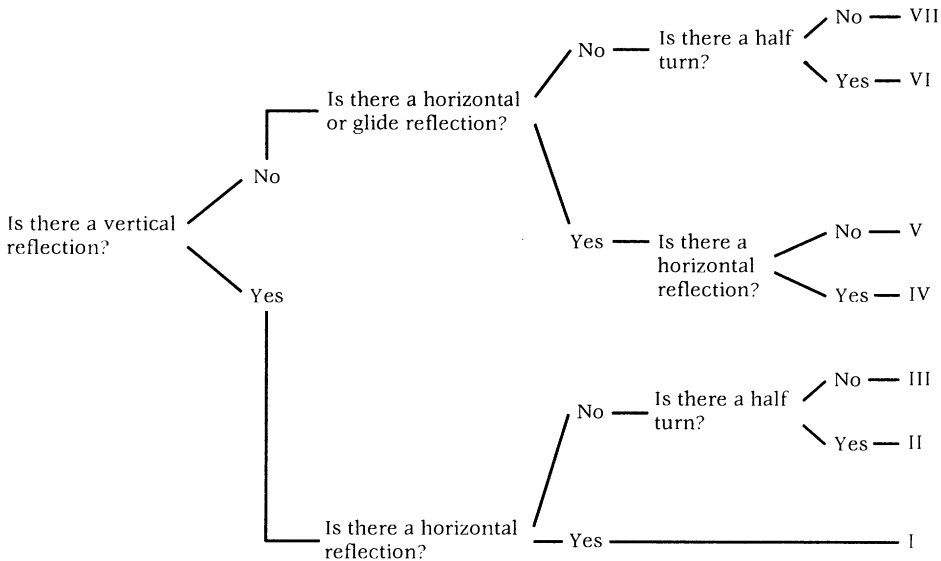 No
VII
Is there a half
turn?
No
Yes
VI
Is there a horizontal
or glide reflection?
No
Is there a vertical
reflection?
Yes
Is there a
horizontal
reflection?
No
V
Yes
IV
Yes
No
III
Is there a half
turn?
No
Yes
II
Is there a horizontal
reflection?
Yes
I